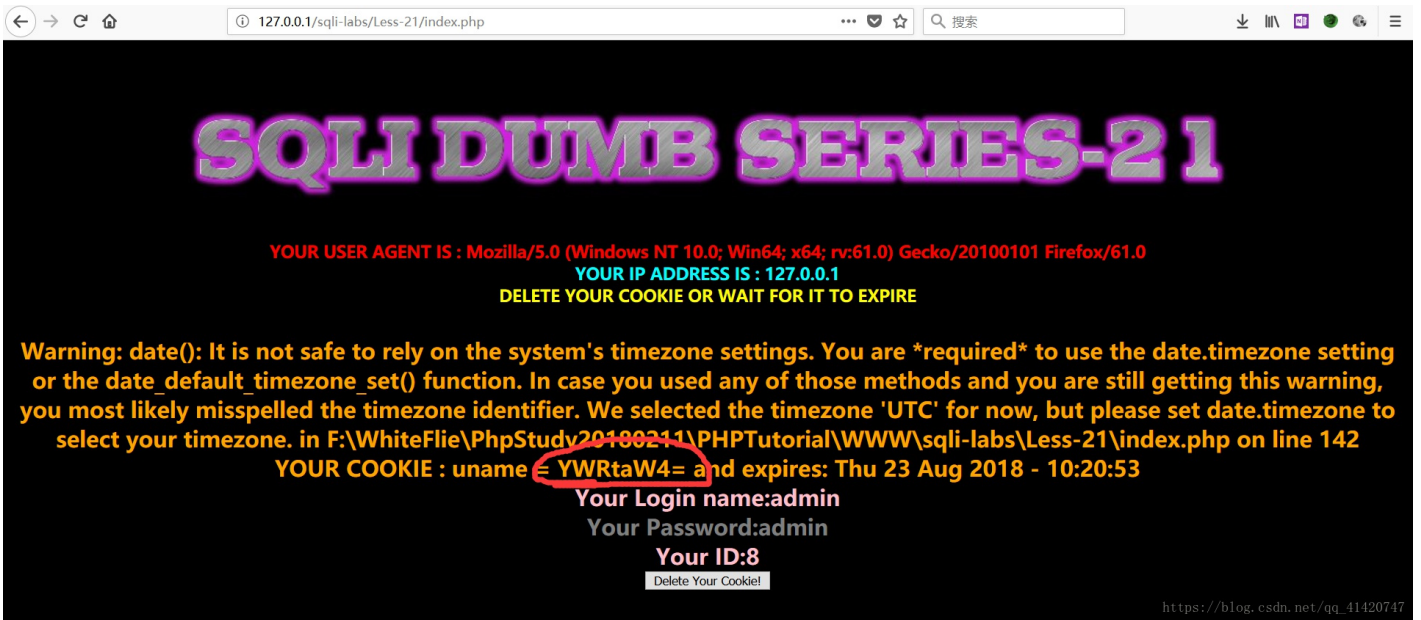 127.0.0.1/sqli-labs/Less-21/index.php
搜索
SQLI DUMB SERIES-21
YOUR USER AGENT IS : Mozilla/5.0 (Windows NT 10.0; Win64; x64; rv:61.0) Gecko/20100101 Firefox/61.0
YOUR IP ADDRESS IS : 127.0.0.1
DELETE YOUR COOKIE OR WAIT FOR IT TO EXPIRE
Warning: date(): It is not safe to rely on the system's timezone settings. You are *required* to use the date.timezone setting
or the date_default_timezone_set() function. In case you used any of those methods and you are still getting this warning,
you most likely misspelled the timezone identifier. We selected the timezone 'UTC' for now, but please set date.timezone to
select your timezone. in F:\WhiteFlie\PhpStudy20180211\PHPTutorial\WWW\sqli-labs\Less-21\index.php on line 142
YOUR COOKIE : uname = YWRtaW4= and expires: Thu 23 Aug 2018 - 10:20:53
Your Login name:admin
Your Password:admin
Your ID:8
Delete Your Cookie!
https://blog.csdn.net/qq_41420747